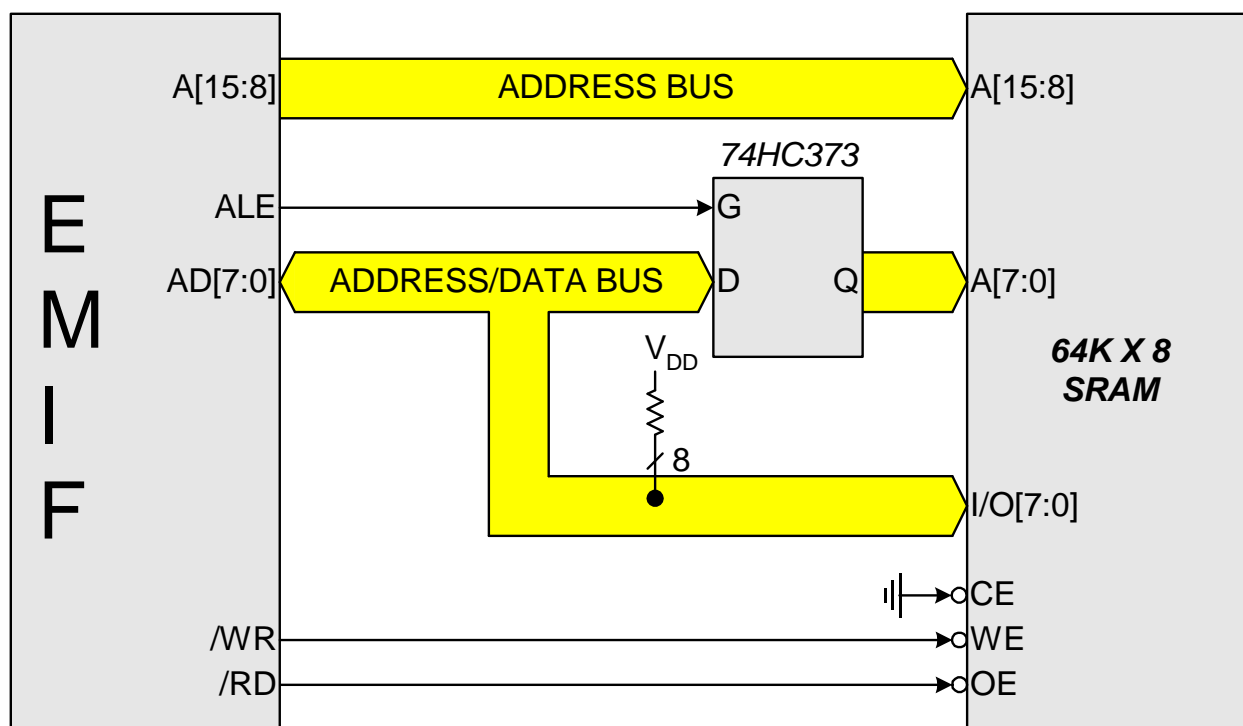 A[15:8] ADDRESS BUS A[15:8]
74HC373
ALE G
AD[7:0] ADDRESS/DATA BUS D Q A[7:0]
E
M
I
F
VDD
8
64K X 8
SRAM
I/O[7:0]
CE
/WR WE
/RD OE